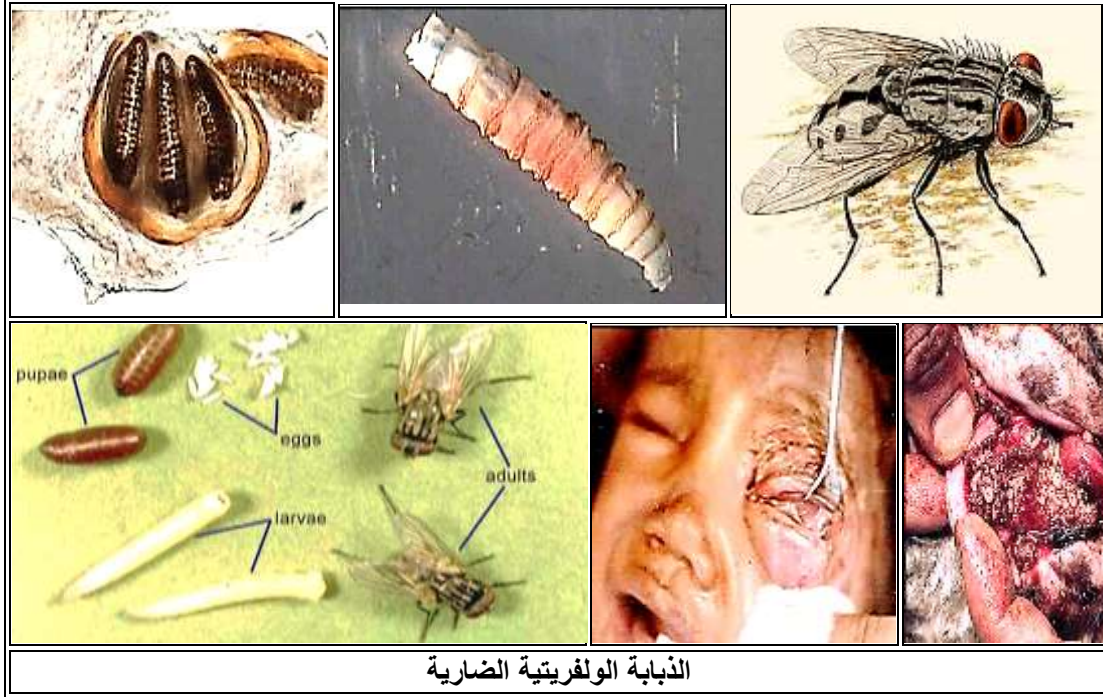 pupae
eggs
adults
larvae
الذبابة الولفريتية الضارية